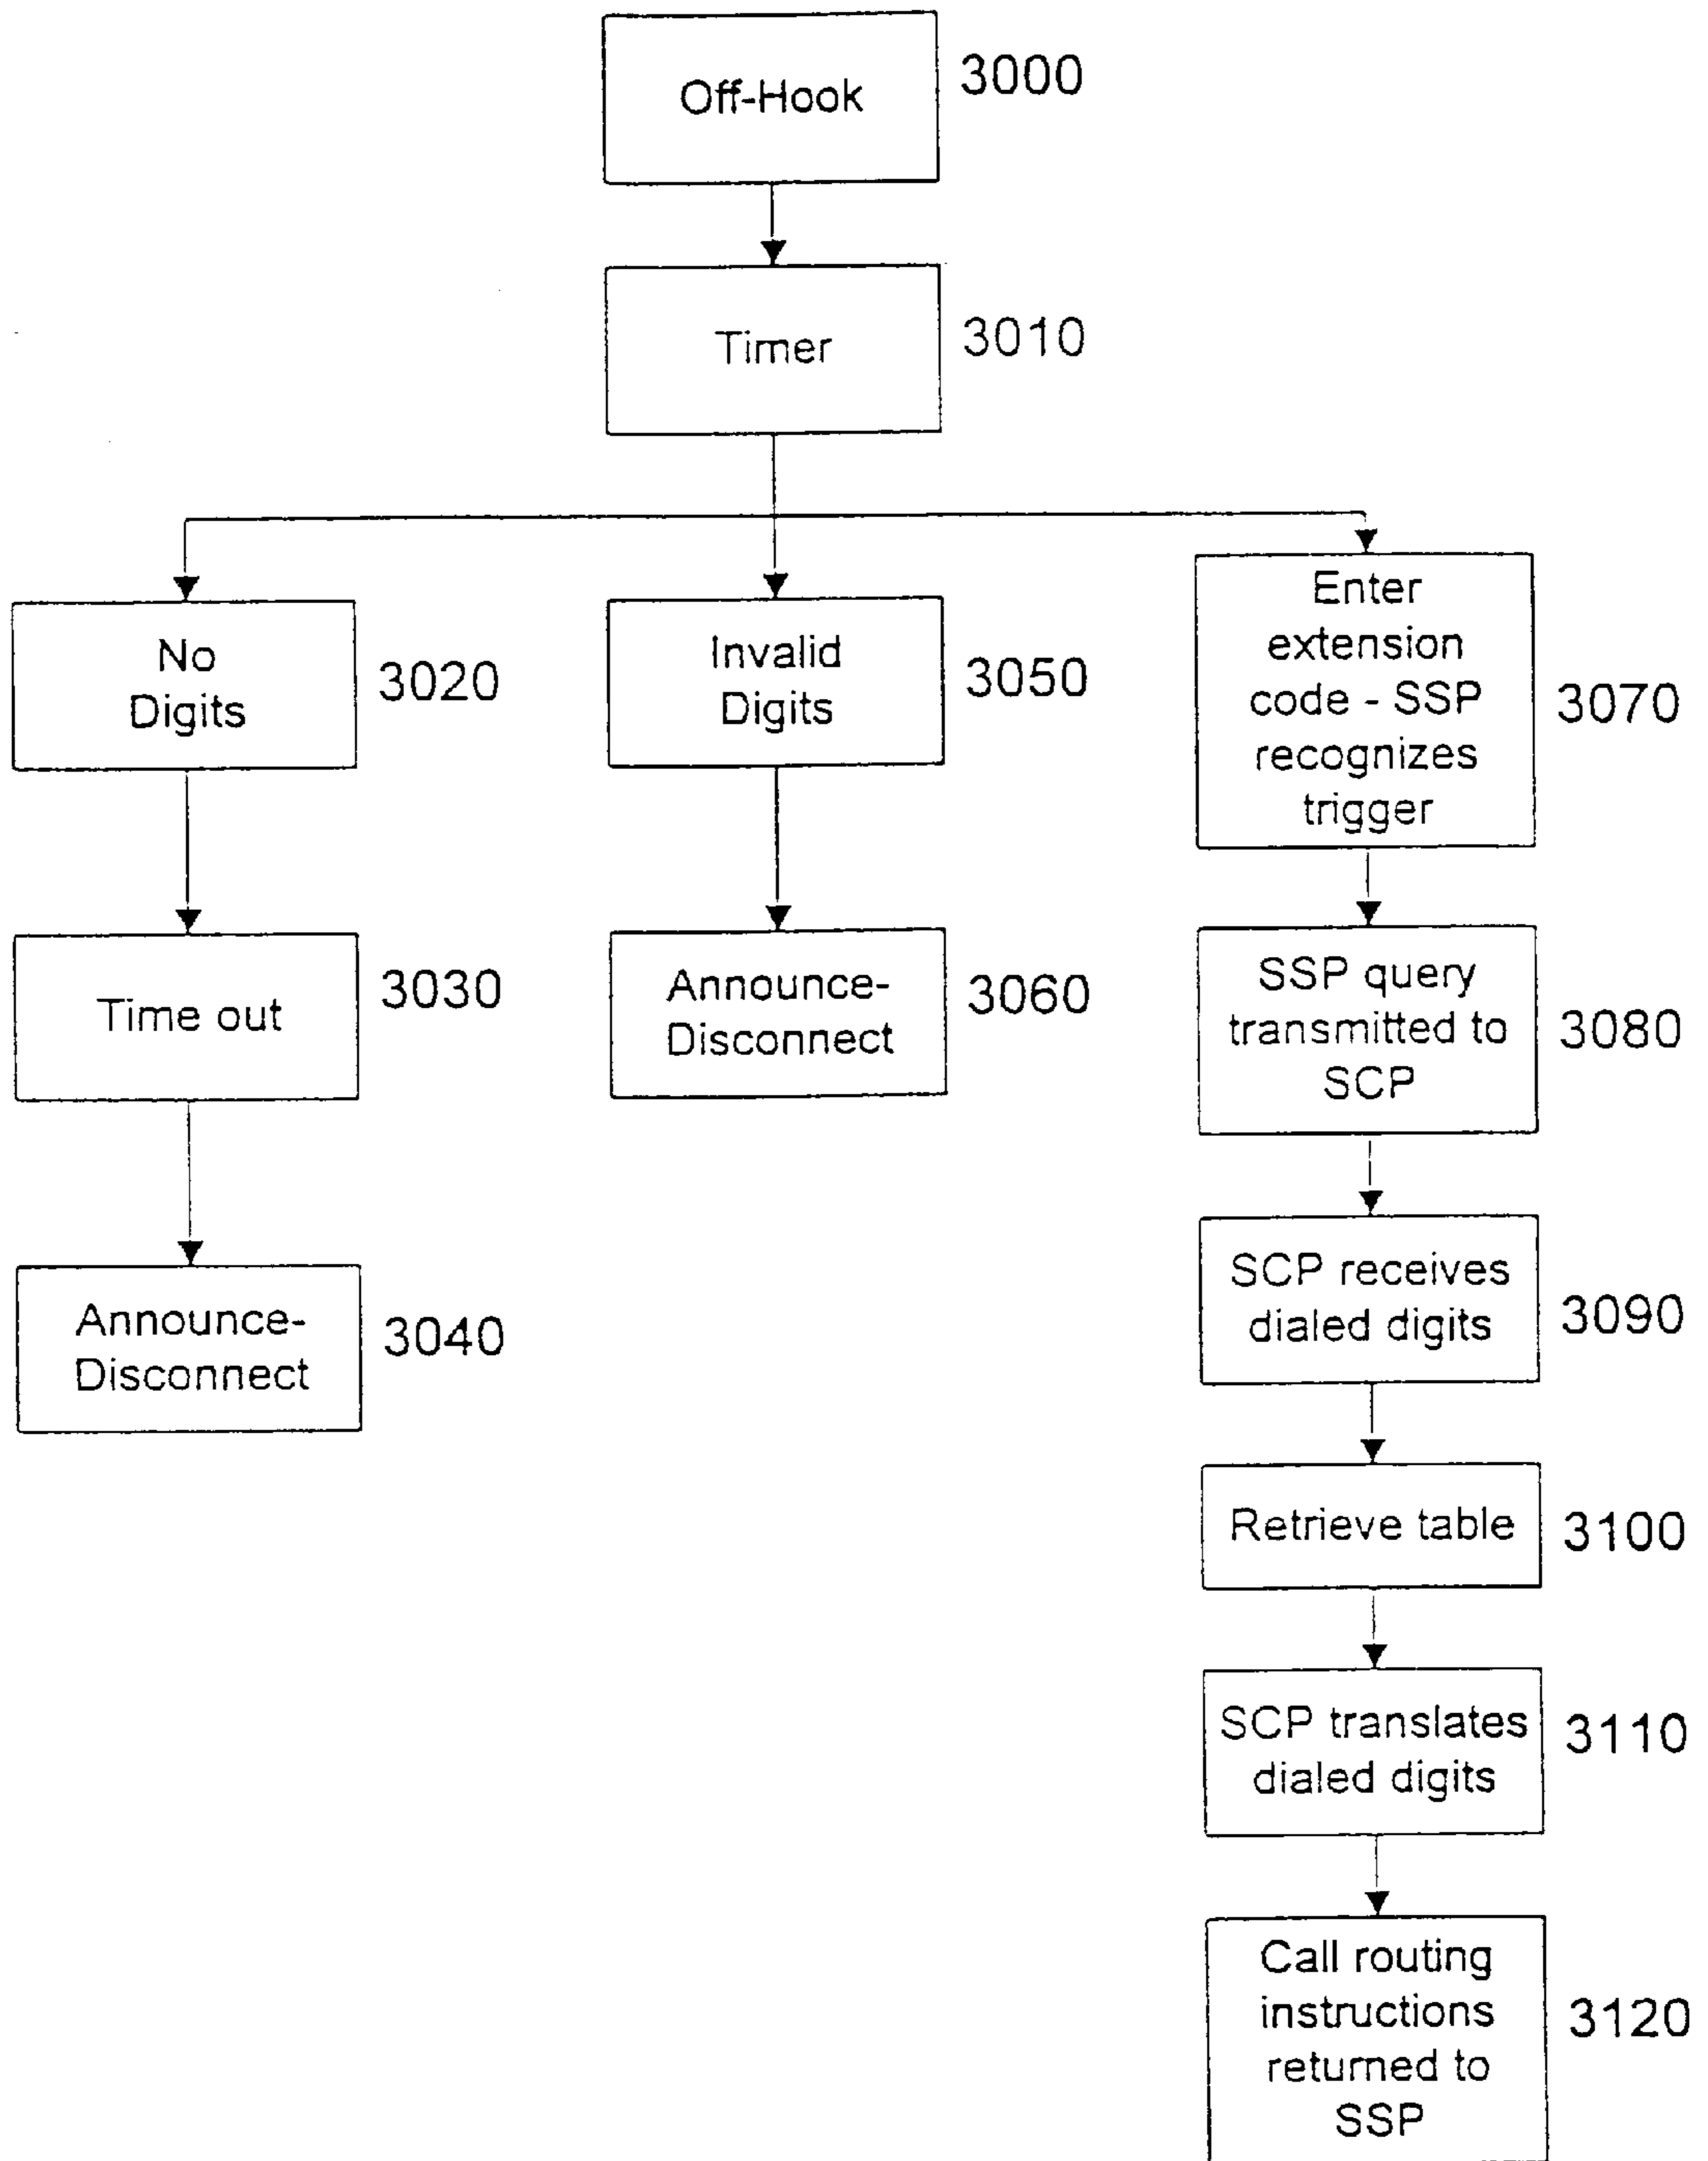 Off-Hook
3000
Timer
3010
No
Digits
3020
Time out
3030
Announce-
Disconnect
3040
Invalid
Digits
3050
Announce-
Disconnect
3060
Enter
extension
code - SSP
recognizes
trigger
3070
SSP query
transmitted to
SCP
3080
SCP receives
dialed digits
3090
Retrieve table
3100
SCP translates
dialed digits
3110
Call routing
instructions
returned to
SSP
3120